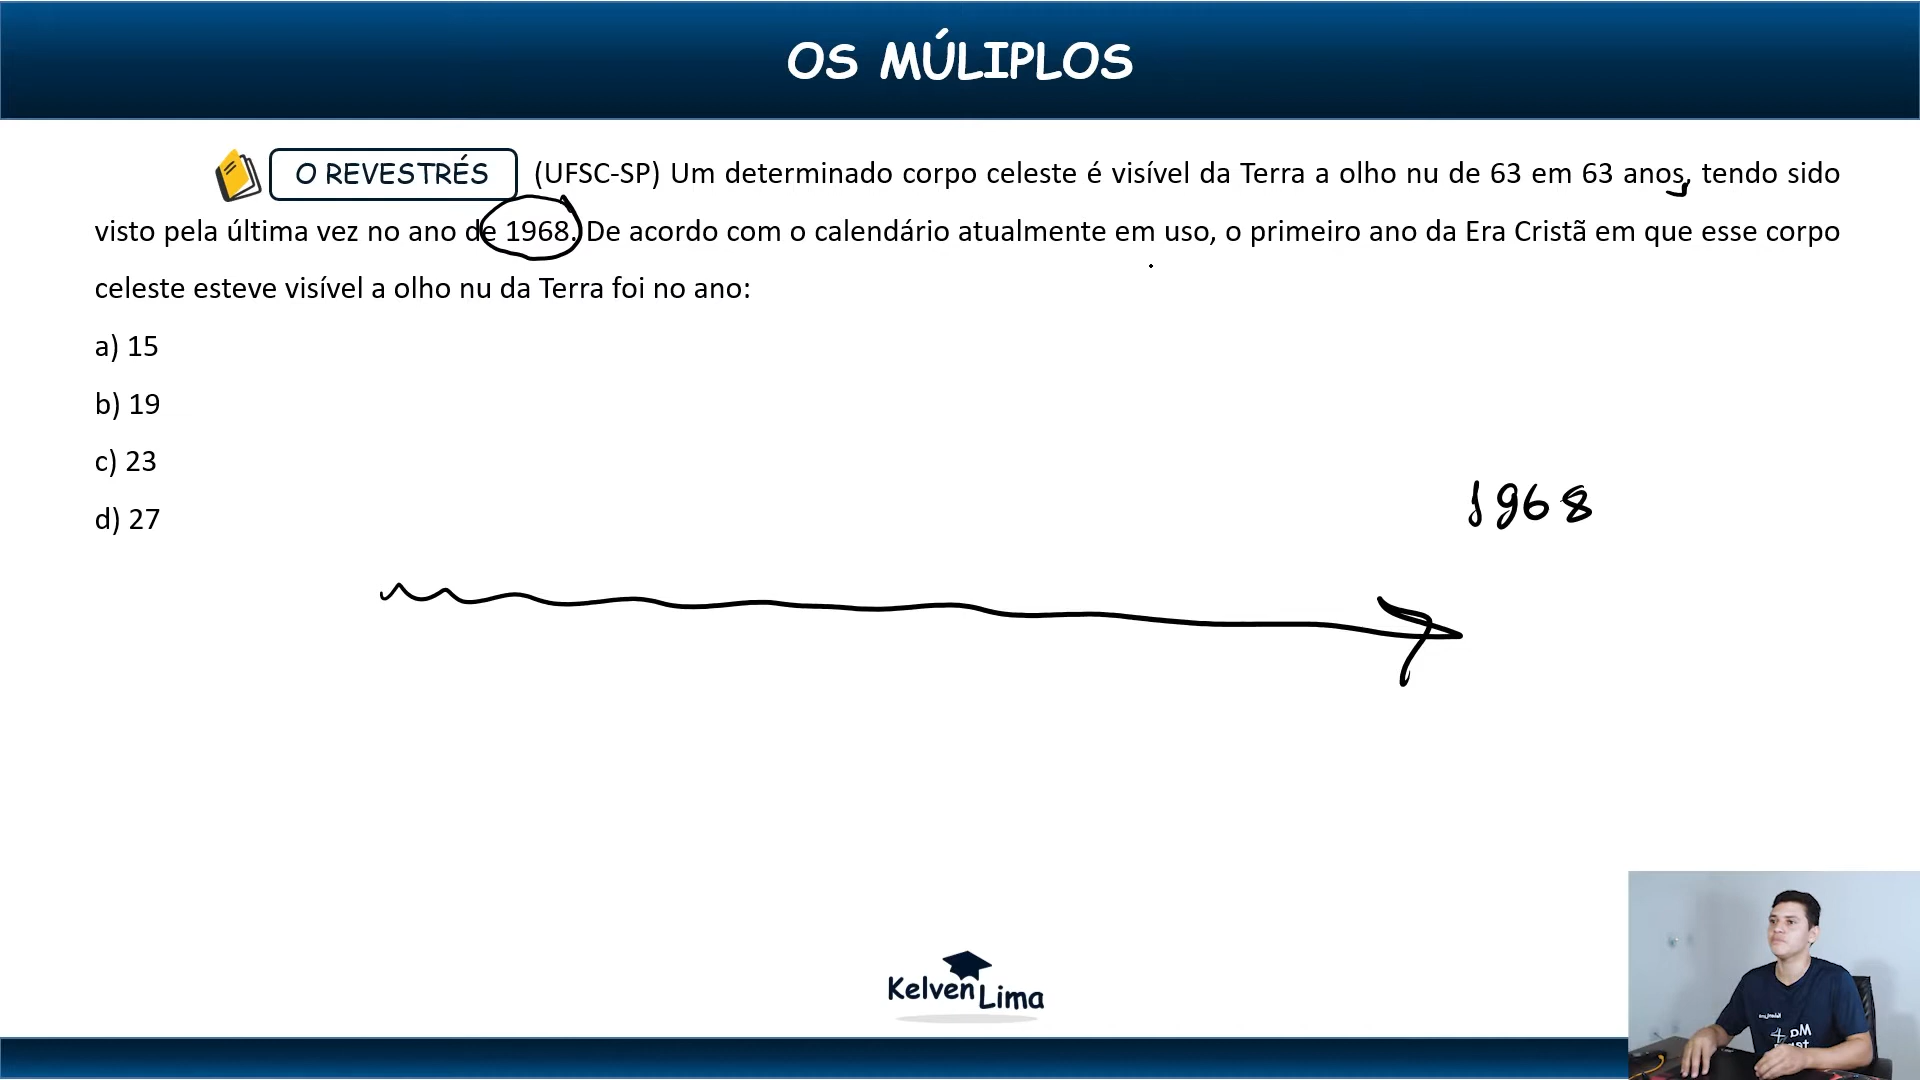 OS MÚLIPLOS
O REVESTRÉS (UFSC-SP) Um determinado corpo celeste é visível da Terra a olho nu de 63 em 63 anos, tendo sido
visto pela última vez no ano de 1968. De acordo com o calendário atualmente em uso, o primeiro ano da Era Cristã em que esse corpo
celeste esteve visível a olho nu da Terra foi no ano:
a) 15
b) 19
c) 23
d) 27
1968
Kelven Lima